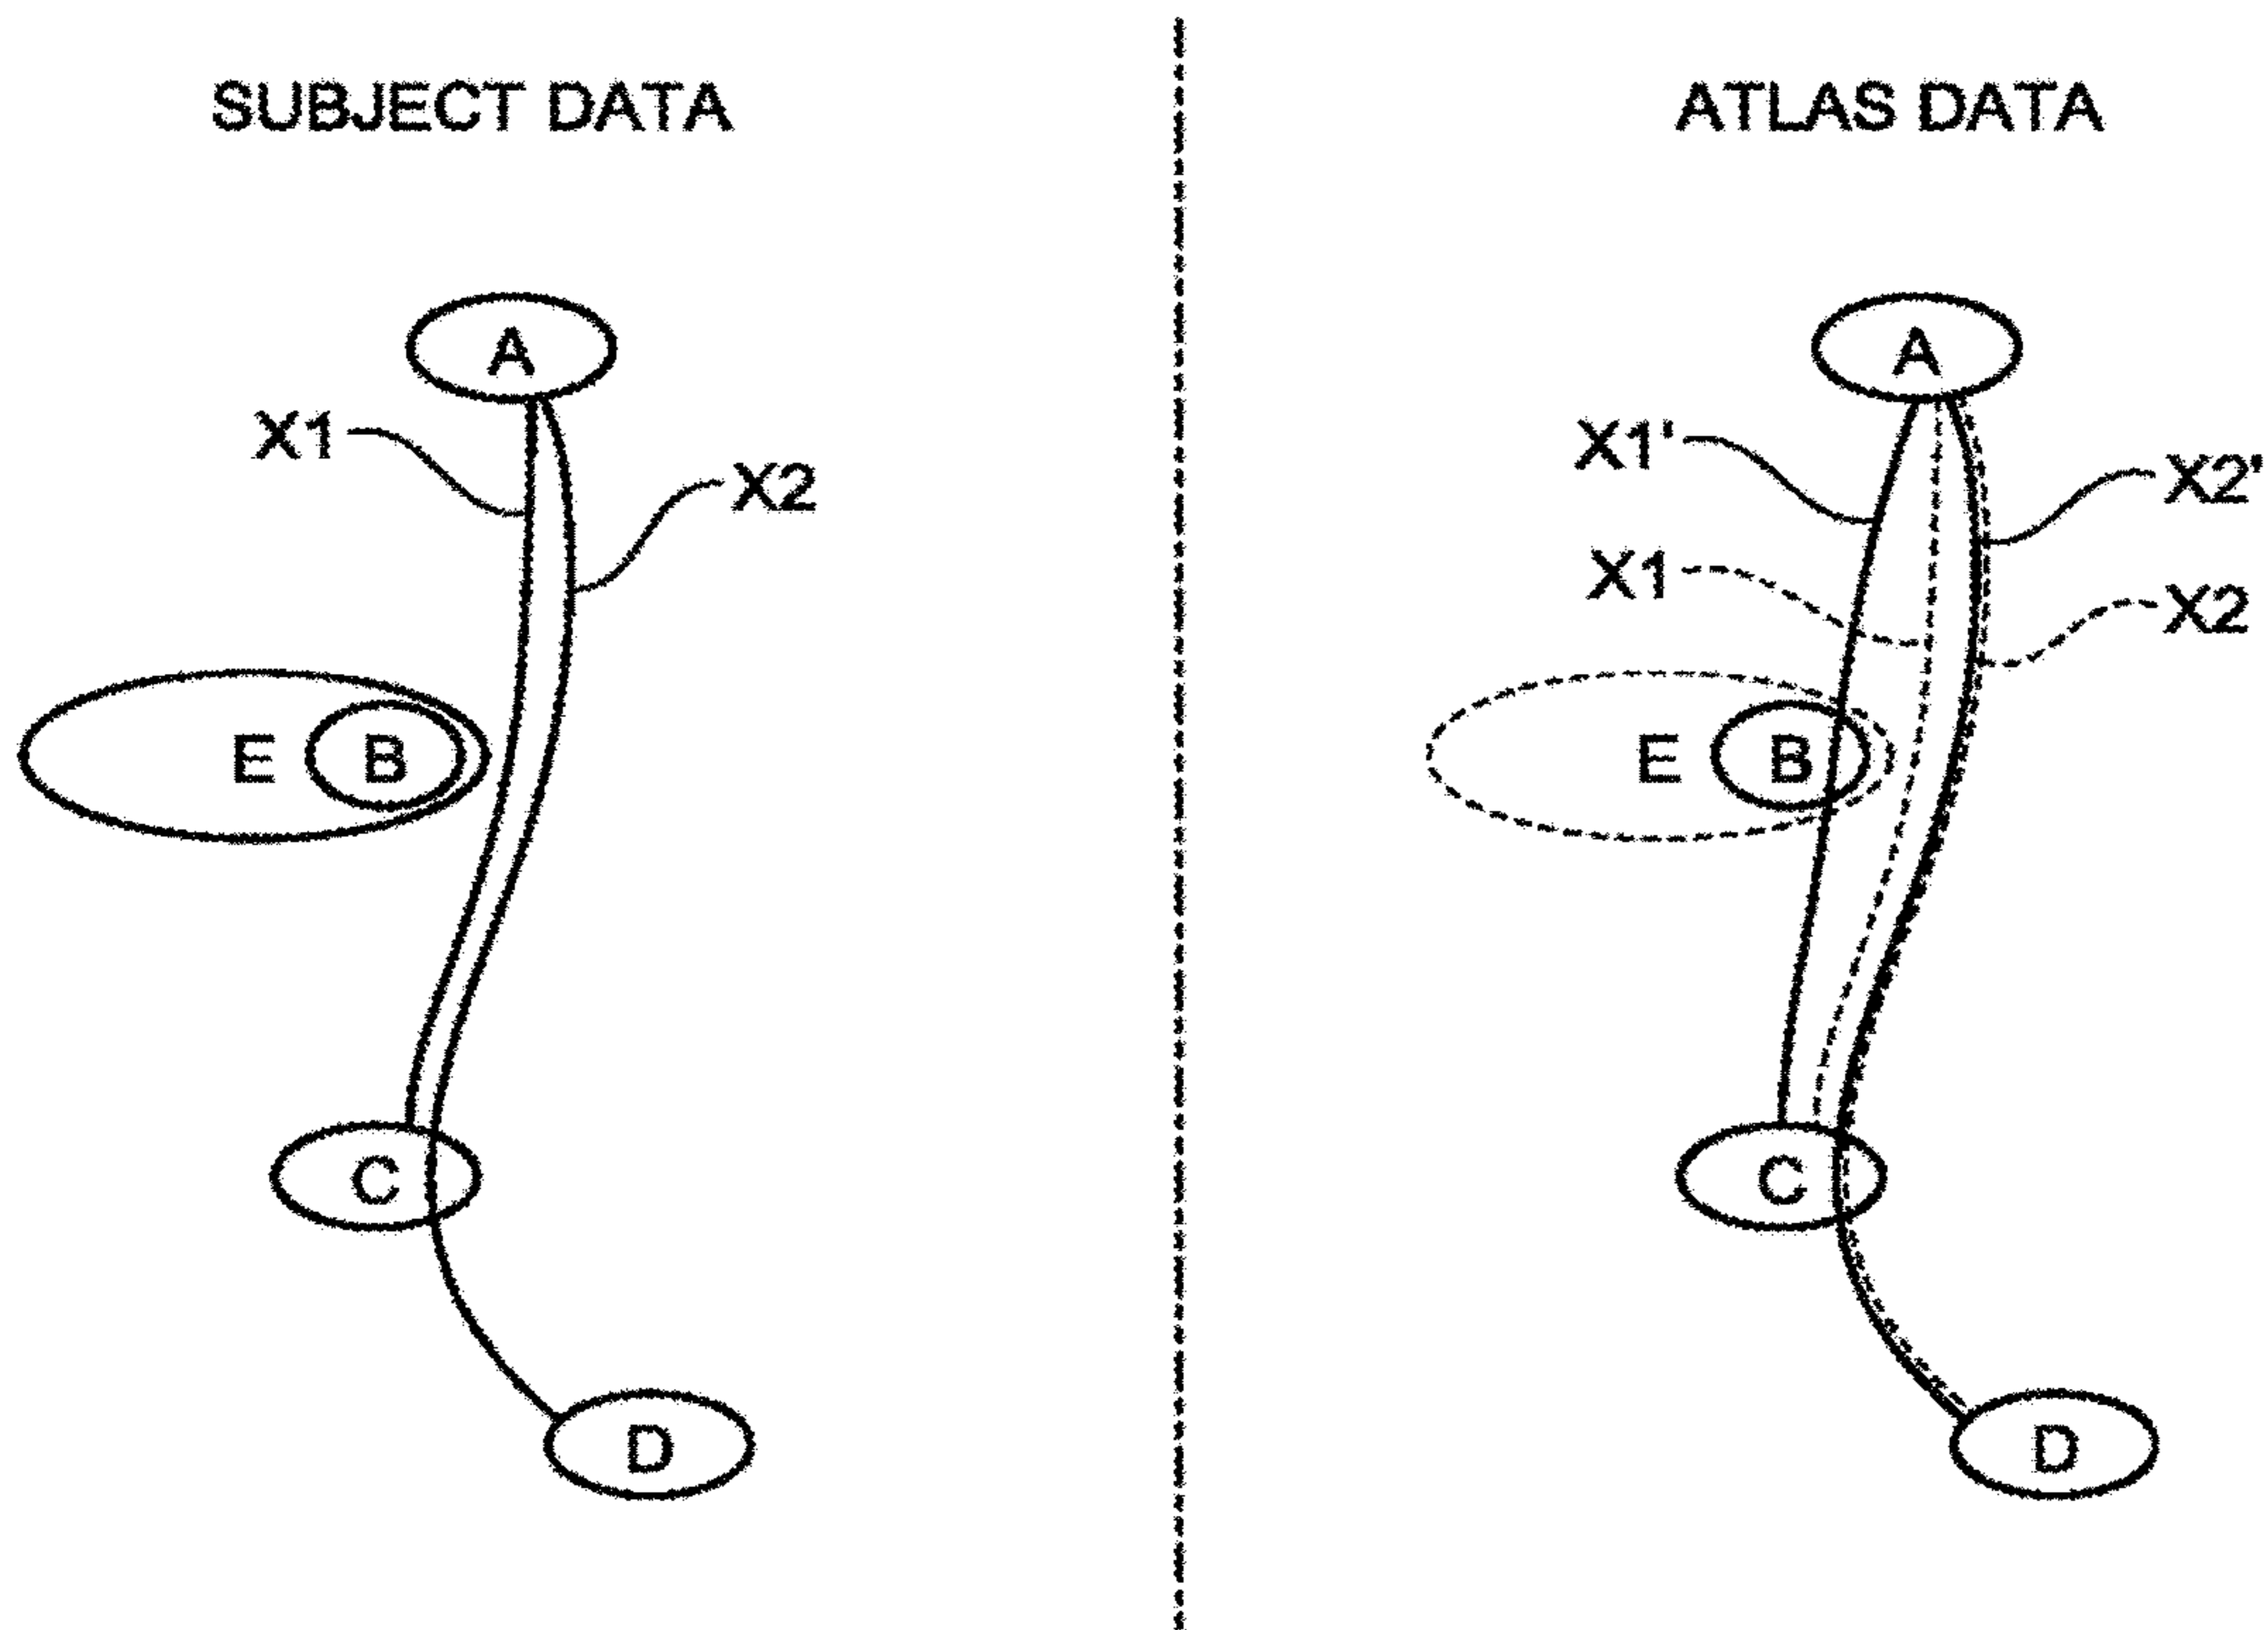 SUBJECT DATA
A
X1
X2
E B
C
D
ATLAS DATA
A
X1'
X2'
X1
X2
E B
C
D